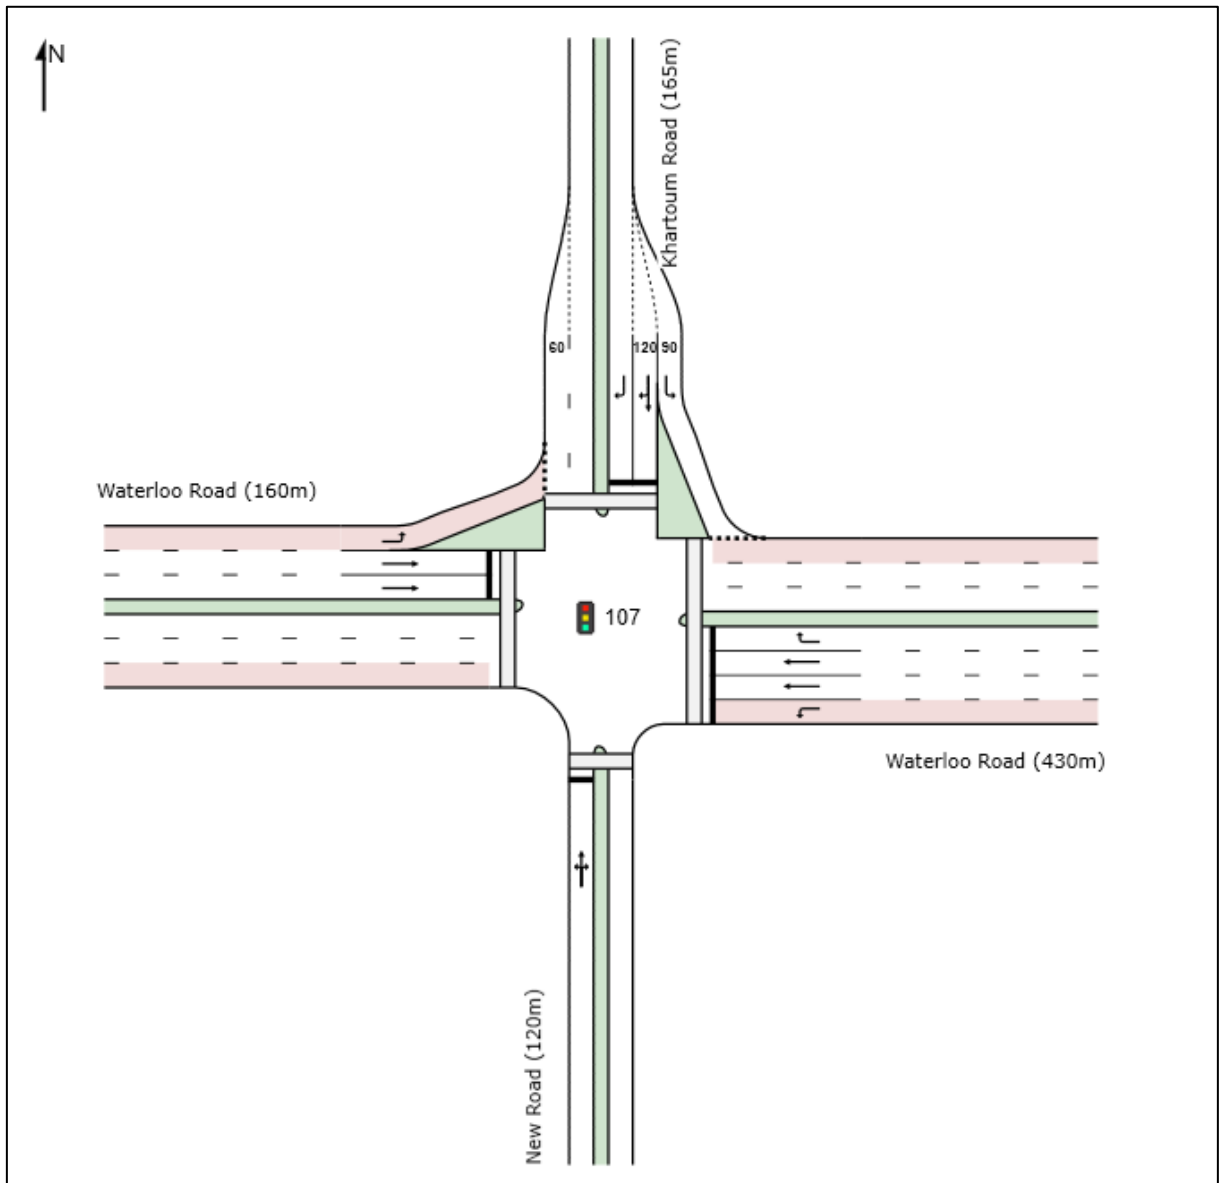 N
Khartoum Road (165m)
60
120 90
Waterloo Road (160m)
107
Waterloo Road (430m)
New Road (120m)